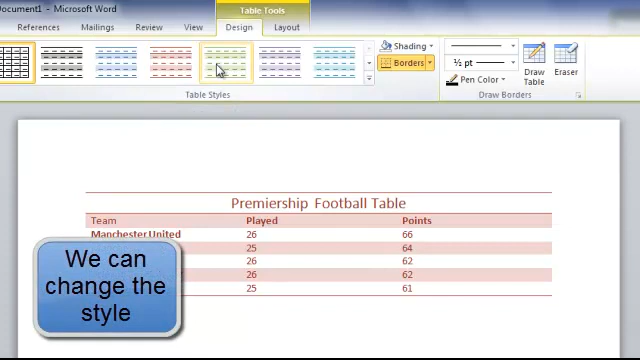 Document1 - Microsoft Word
Table Tools
References Mailings Review View Design Layout
Shading
Borders
½ pt
Pen Color
Draw Table
Eraser
Table Styles
Draw Borders
Premiership Football Table
Team Played Points
Manchester United 26 66
25 64
26 62
26 62
25 61
We can
change the
style